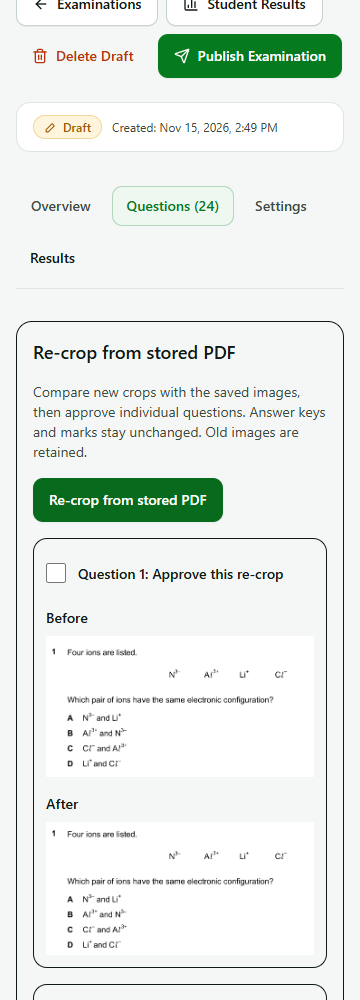 Examinations
Student Results
Delete Draft
Publish Examination
Draft
Created: Nov 15, 2026, 2:49 PM
Overview
Questions (24)
Settings
Results
Re-crop from stored PDF
Compare new crops with the saved images,
then approve individual questions. Answer keys
and marks stay unchanged. Old images are
retained.
Re-crop from stored PDF
Question 1: Approve this re-crop
Before
1 Four ions are listed.
N³⁻ Aℓ³⁺ Li⁺ Cℓ⁻
Which pair of ions have the same electronic configuration?
A N³⁻ and Li⁺
B Aℓ³⁺ and N³⁻
C Cℓ⁻ and Aℓ³⁺
D Li⁺ and Cℓ⁻
After
1 Four ions are listed.
N³⁻ Aℓ³⁺ Li⁺ Cℓ⁻
Which pair of ions have the same electronic configuration?
A N³⁻ and Li⁺
B Aℓ³⁺ and N³⁻
C Cℓ⁻ and Aℓ³⁺
D Li⁺ and Cℓ⁻